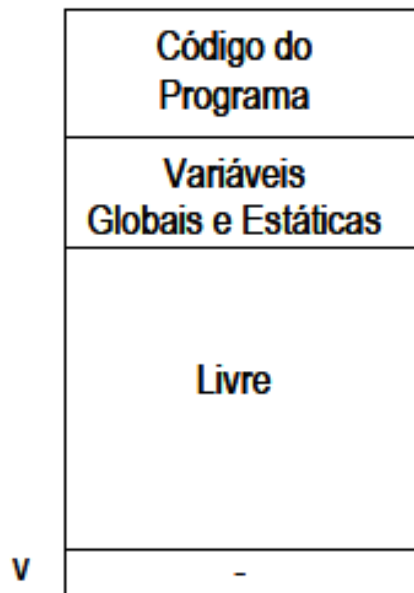 Código do
Programa
Variáveis
Globais e Estáticas
Livre
v -